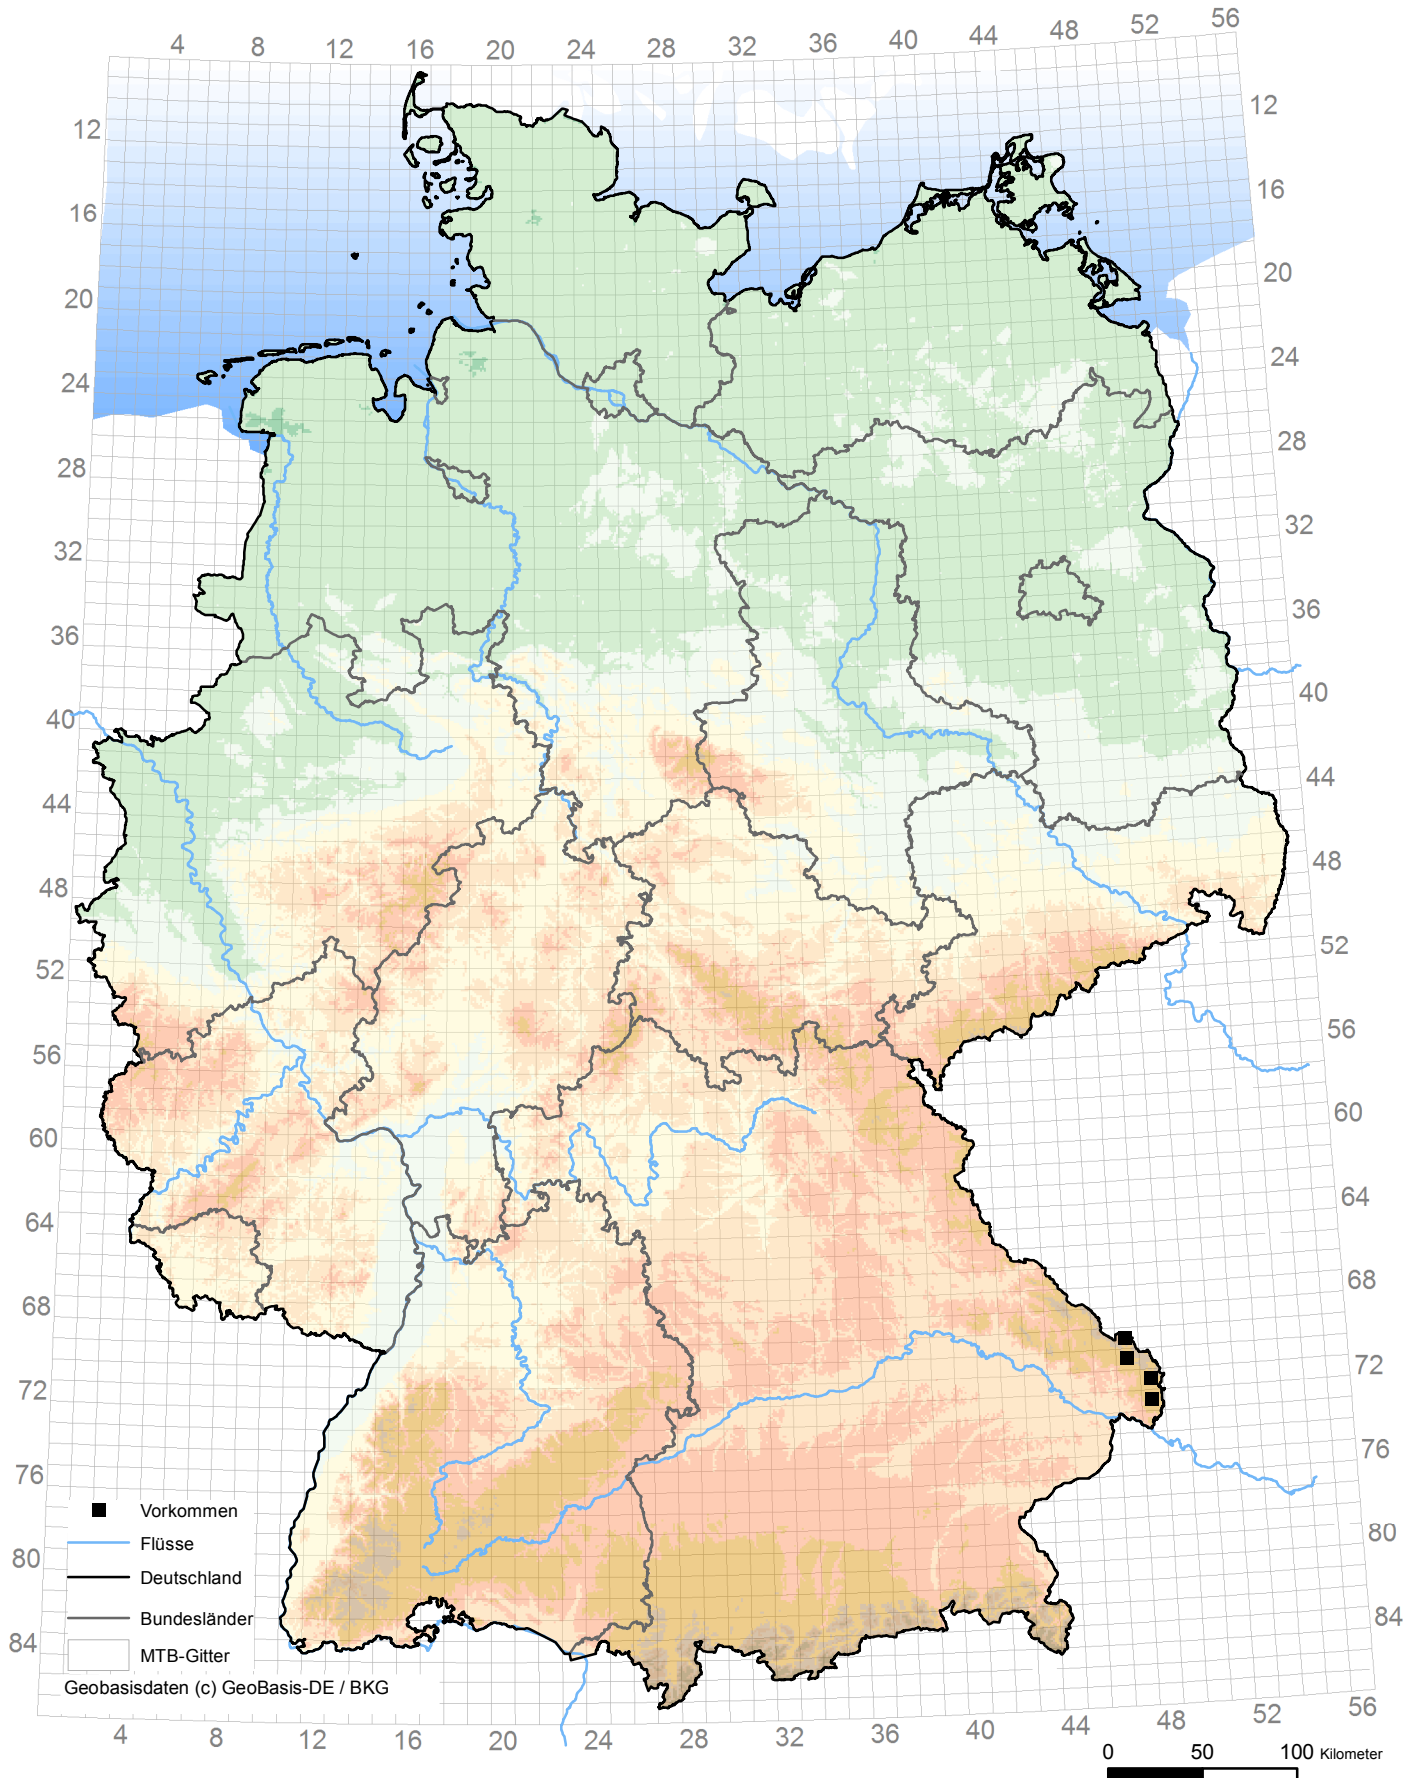 4 8 12 16 20 24 28 32 36 40 44 48 52 56
12 12
16 16
20 20
24 24
28 28
32 32
36 36
40 40
44 44
48 48
52 52
56 56
60 60
64 64
68 68
72 72
76 76
80 80
84 84
Vorkommen
Flüsse
Deutschland
Bundesländer
MTB-Gitter
Geobasisdaten (c) GeoBasis-DE / BKG
4 8 12 16 20 24 28 32 36 40 44 48 52 56
0 50 100 Kilometer